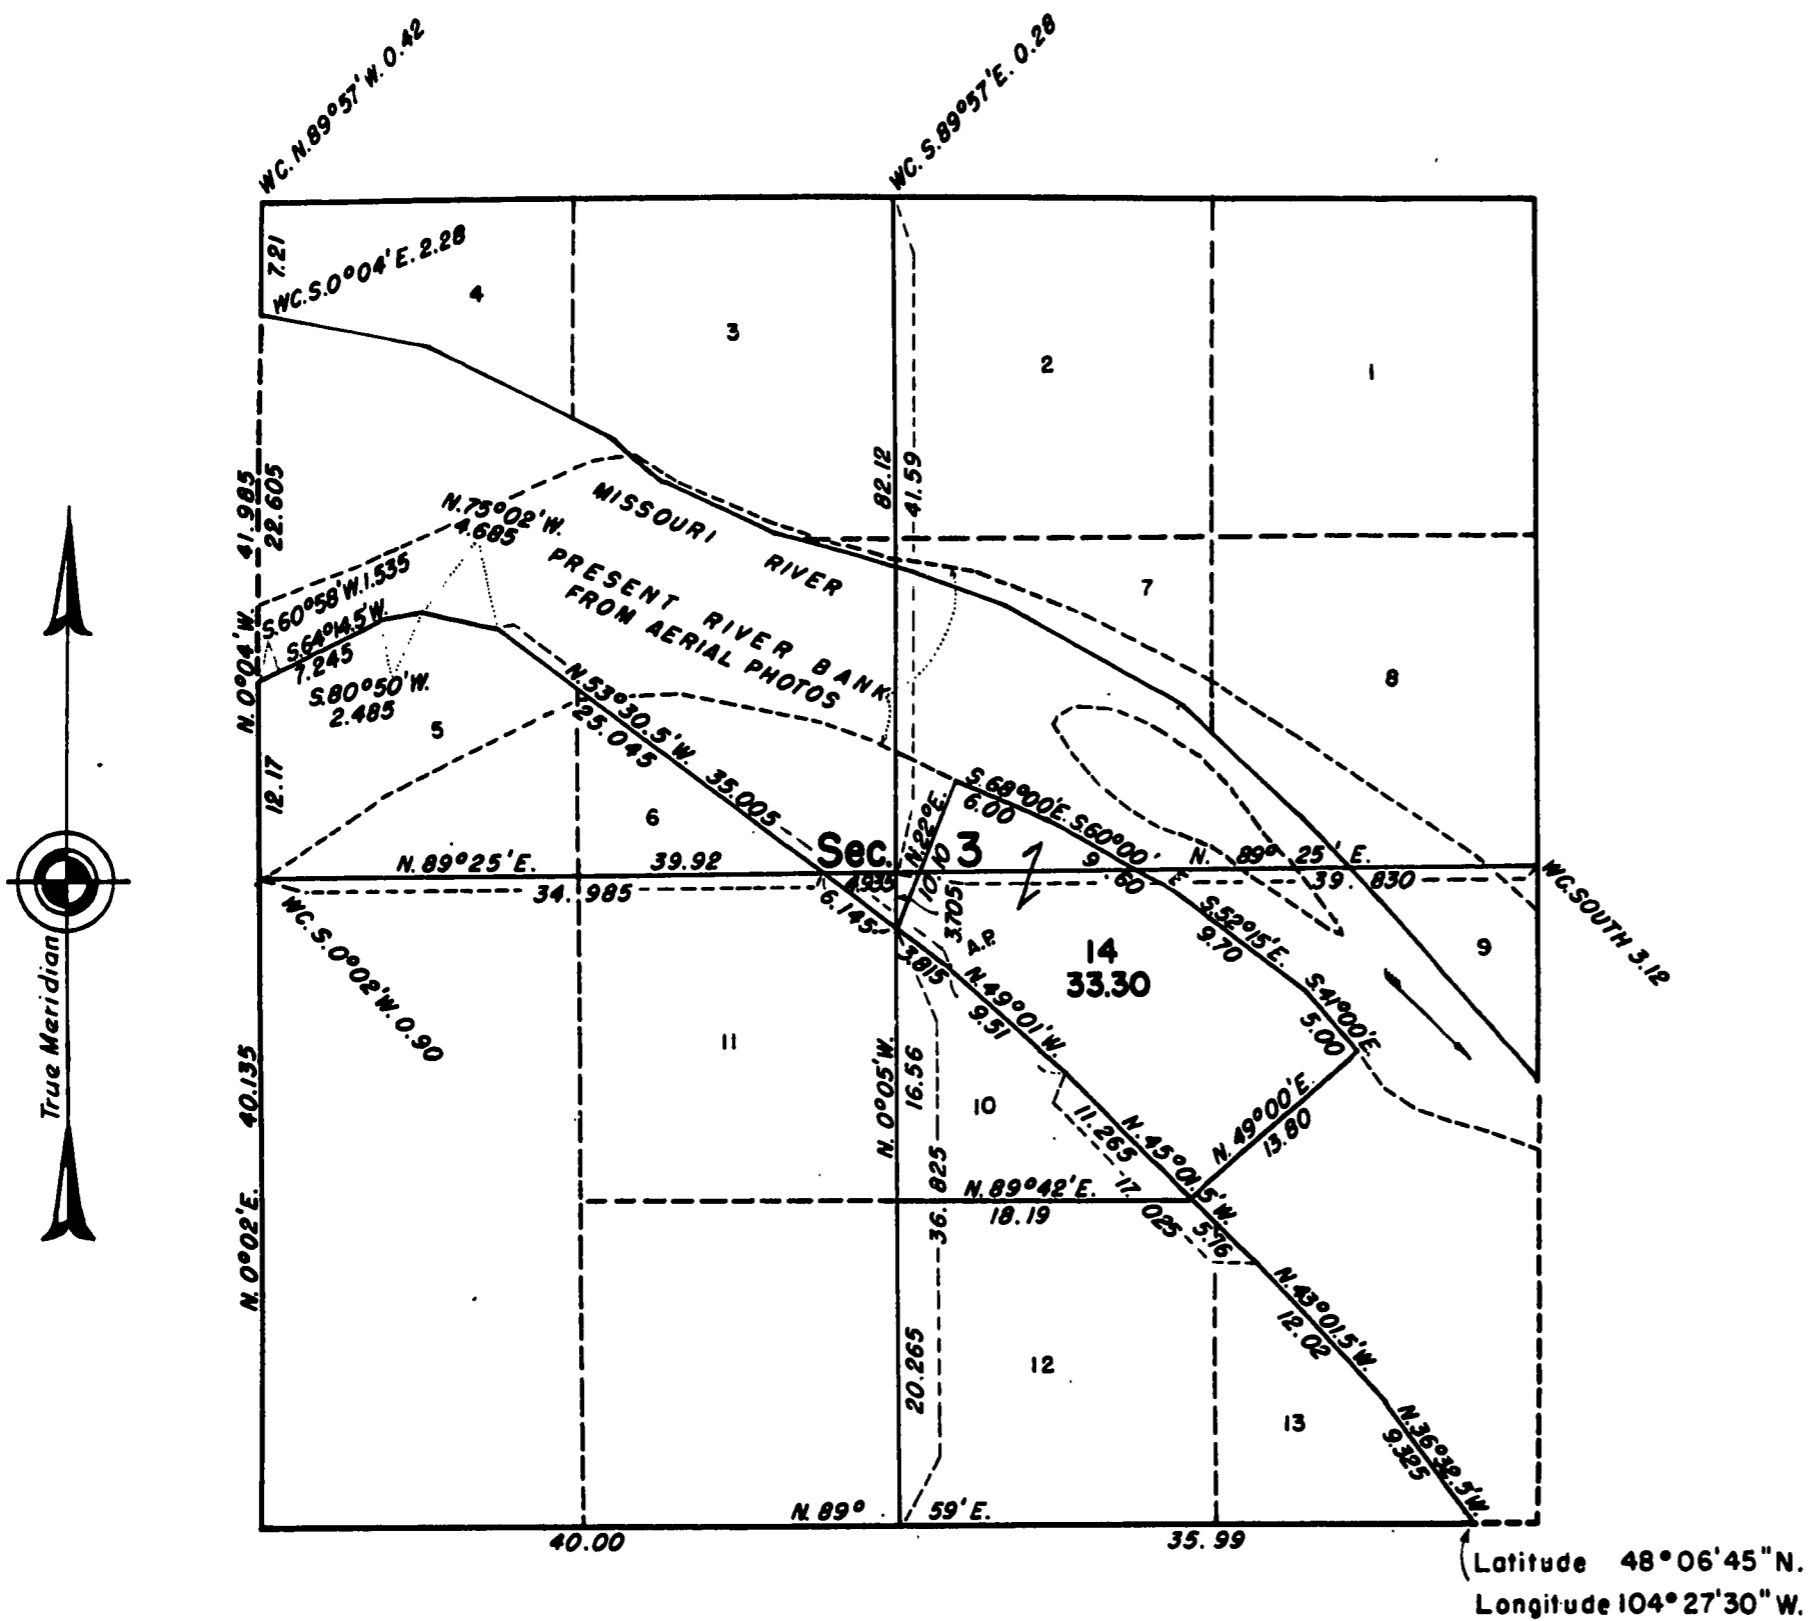 WC. N. 89°57' W. 0.42
WC. S. 89°57' E. 0.28
7.21
WC. S. 0°04' E. 2.28
4
3
2
1
82.12
41.59
N. 0°04' W. 41.985
22.605
N. 75°02' W.
4.685
MISSOURI RIVER
PRESENT RIVER BANK
FROM AERIAL PHOTOS
7
8
S. 60°58' W. 1.535
S. 64°14.5' W.
7.245
S. 80°50' W.
2.485
5
12.17
N. 53°30.5' W. 35.005
25.045
6
S. 68°00' E.
6.00
S. 60°00' E.
9.60
N. 22° E.
10.10
Sec. 3
N. 89°25' E. 39.92
34.985
4.935
N. 89° 25' E.
39.830
WC. SOUTH 3.12
6.145
3.705
A.P.
3.815
S. 52°15' E.
9.70
14
33.30
9
WC. S. 0°02' W. 0.90
N. 49°01' W.
9.51
S. 41°00' E.
5.00
True Meridian
N. 0°02' E. 40.135
11
N. 0°05' W.
16.56
10
N. 49°00' E.
13.80
N. 45°01.5' W.
11.265
17.025
5.76
36.825
N. 89°42' E.
18.19
N. 43°01.5' W.
12.02
20.265
12
13
N. 36°32.5' W.
9.325
N. 89° 59' E.
40.00
35.99
Latitude 48°06'45" N.
Longitude 104°27'30" W.